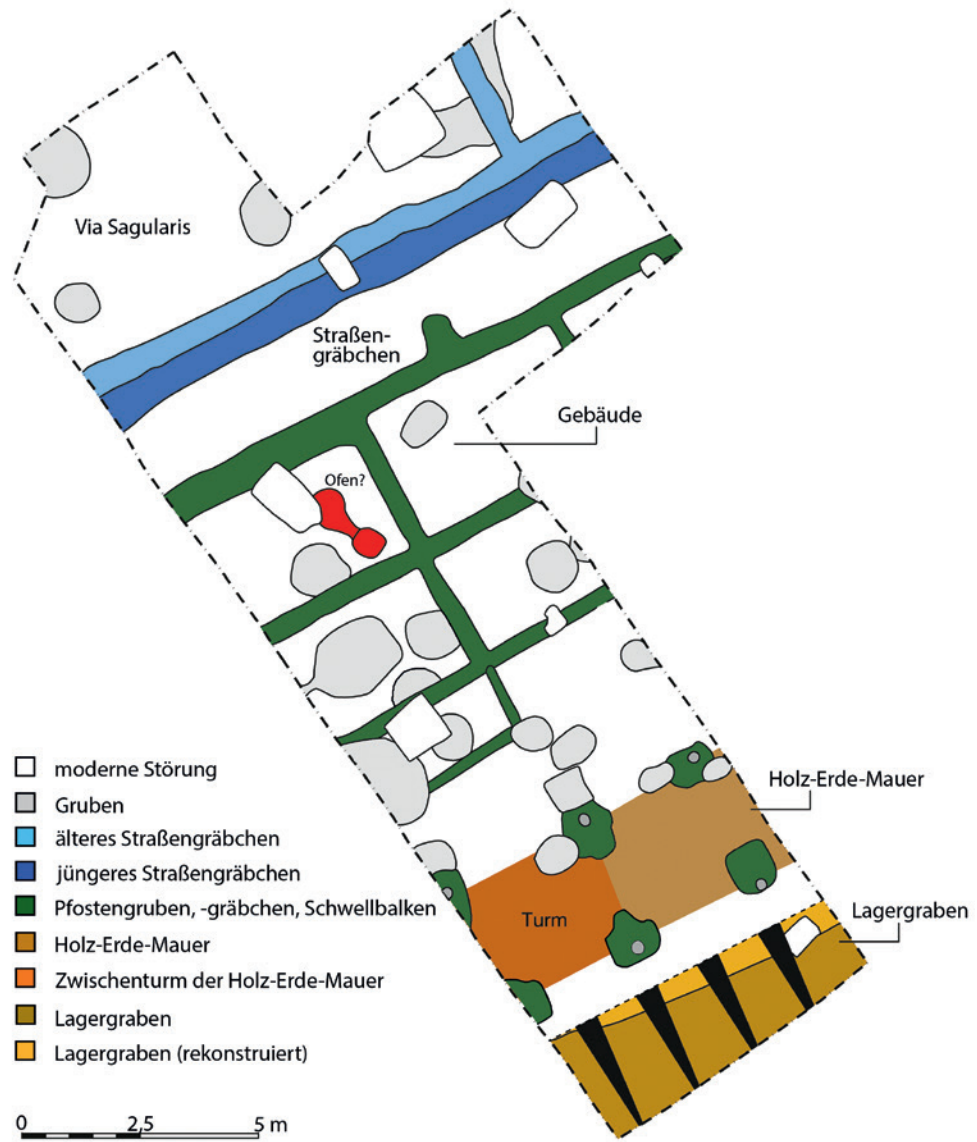 Via Sagularis
Straßen-
gräbchen
Gebäude
Ofen?
Holz-Erde-Mauer
Turm
Lagergraben
moderne Störung
Gruben
älteres Straßengräbchen
jüngeres Straßengräbchen
Pfostengruben, -gräbchen, Schwellbalken
Holz-Erde-Mauer
Zwischenturm der Holz-Erde-Mauer
Lagergraben
Lagergraben (rekonstruiert)
0 2,5 5 m